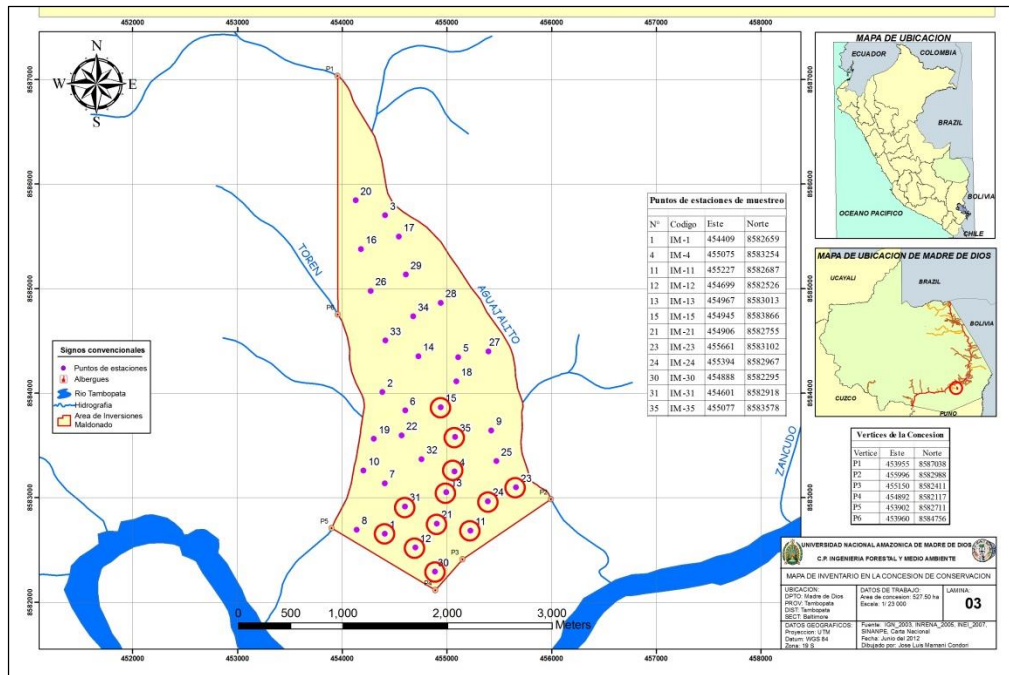 452000 453000 454000 455000 456000 457000 458000
8587000
8586000
8585000
8584000
8583000
8582000
N
W E
S
P1
20
3
17
16
29
26
28
34
33
14
5
27
18
2
15
6
22
19
35
9
32
4
25
10
7
13
23
31
24
21
11
8
1
12
30
P6
P5
P2
P3
P4
TOREN
AGUAJALITO
ZANCUDO
Signos convencionales
Puntos de estaciones
Albergues
Rio Tambopata
Hidrografia
Area de Inversiones
Maldonado
0 500 1,000 2,000 3,000
Meters
452000 453000 454000 455000 456000 457000 458000
Puntos de estaciones de muestreo
N° Codigo Este Norte
1 IM-1 454409 8582659
4 IM-4 455075 8583254
11 IM-11 455227 8582687
12 IM-12 454699 8582526
13 IM-13 454967 8583013
15 IM-15 454945 8583866
21 IM-21 454906 8582755
23 IM-23 455661 8583102
24 IM-24 455394 8582967
30 IM-30 454888 8582295
31 IM-31 454601 8582918
35 IM-35 455077 8583578
MAPA DE UBICACION
ECUADOR
COLOMBIA
BRAZIL
BOLIVIA
OCEANO PACIFICO
CHILE
MAPA DE UBICACION DE MADRE DE DIOS
UCAYALI
BRAZIL
BOLIVIA
CUZCO
PUNO
Vertices de la Concesion
Vertice Este Norte
P1 453955 8587038
P2 455996 8582988
P3 455150 8582411
P4 454892 8582117
P5 453902 8582711
P6 453960 8584756
UNIVERSIDAD NACIONAL AMAZONICA DE MADRE DE DIOS
C.P. INGENIERIA FORESTAL Y MEDIO AMBIENTE
MAPA DE INVENTARIO EN LA CONCESION DE CONSERVACION
UBICACION:
DPTO: Madre de Dios
PROV: Tambopata
DIST: Tambopata
SECT: Baltimore
DATOS DE TRABAJO:
Area de concesion: 527.50 ha
Escala: 1/ 23 000
LAMINA:
03
DATOS GEOGRAFICOS:
Proyeccion: UTM
Datum: WGS 84
Zona: 19 S
Fuente: IGN_2003, INRENA_2005, INEI_2007,
SINANPE, Carta Nacional
Fecha: Junio del 2012
Dibujado por: Jose Luis Mamani Condori